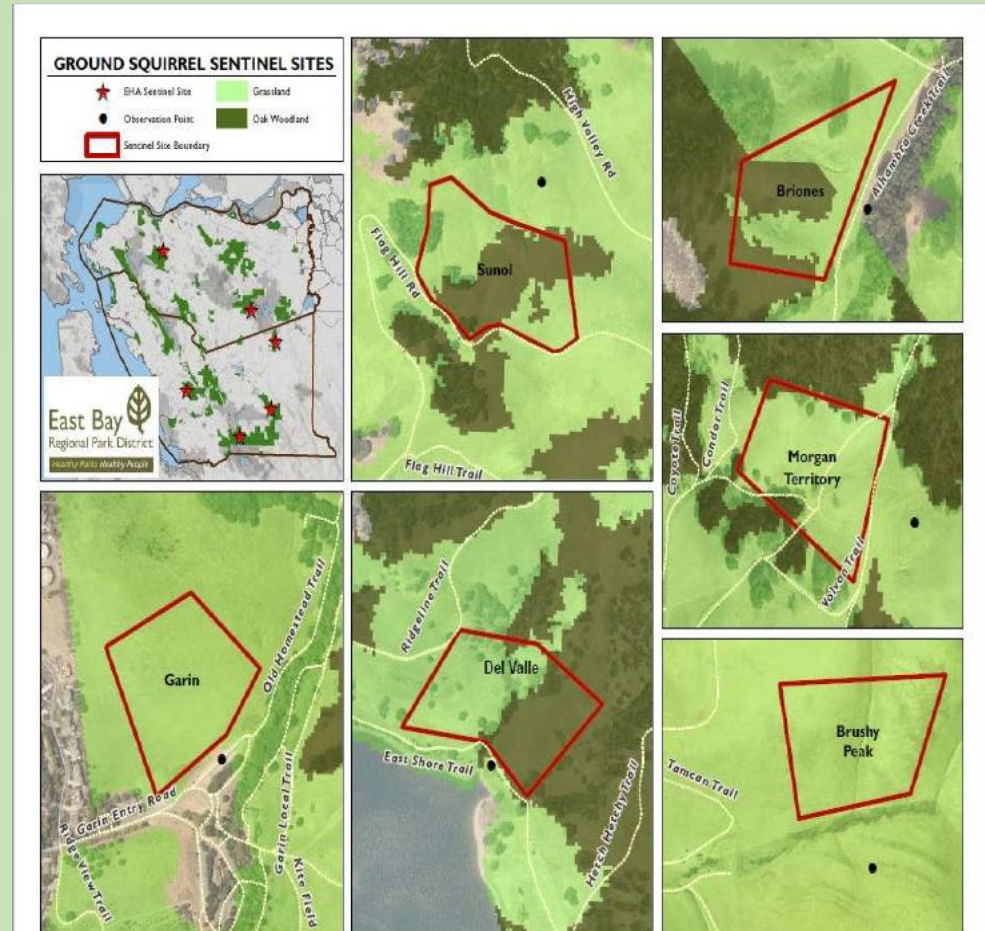 GROUND SQUIRREL SENTINEL SITES
EHA Sentinel Site
Grassland
Observation Point
Oak Woodland
Sentinel Site Boundary
East Bay
Regional Park District
Healthy Parks Healthy People
High Valley Rd
Flag Hill Rd
Sunol
Flag Hill Trail
Briones
Alhambra Creek Trail
Coyote Trail
Condor Trail
Morgan
Territory
Volvon Trail
Garin
Old Homestead Trail
Garin Entry Road
Ridge View Trail
Garin Local Trail
Kite Field
Ridgeline Trail
Del Valle
East Shore Trail
Hetch Hetchy Trail
Brushy
Peak
Tamcan Trail